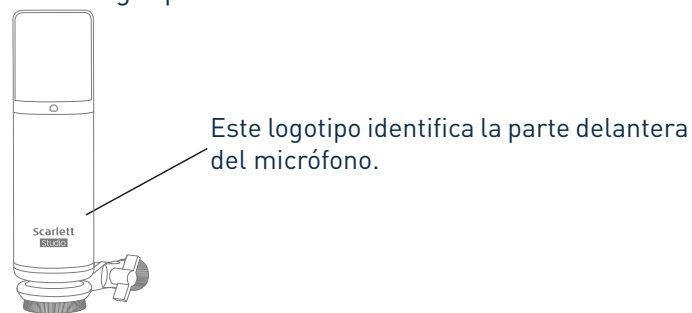 Este logotipo identifica la parte delantera
del micrófono.
Scarlett
Studio